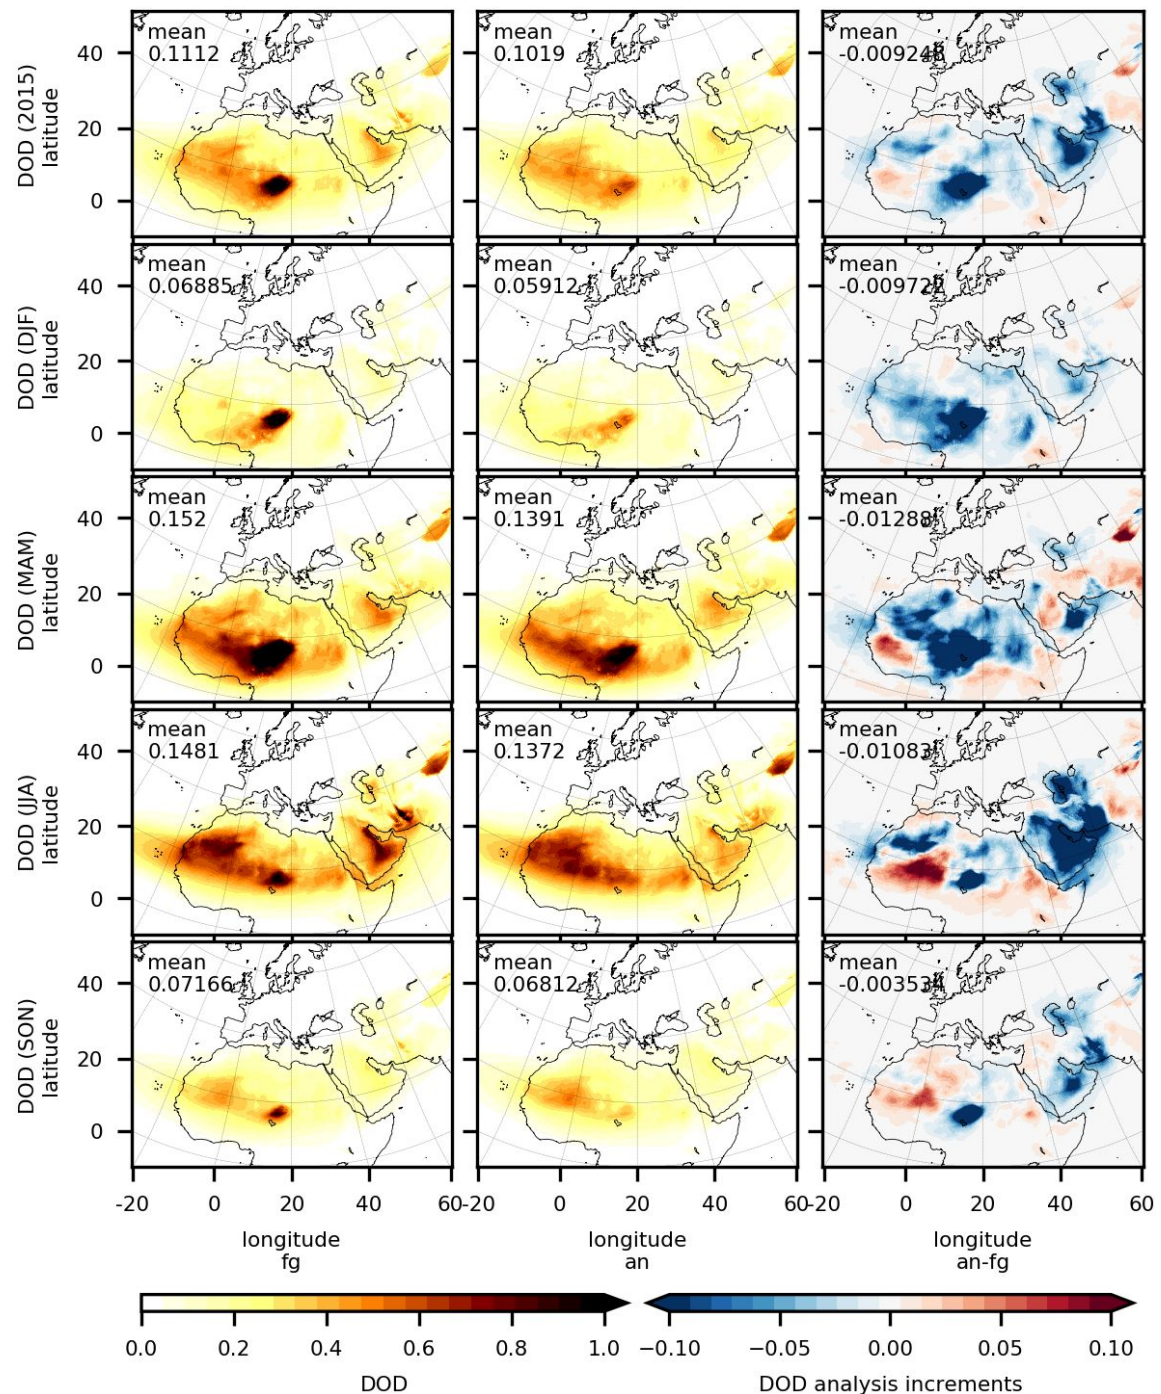 mean
0.1112
mean
0.1019
mean
-0.009248
40
20
0
DOD (2015)
latitude
mean
0.06885
mean
0.05912
mean
-0.009722
40
20
0
DOD (DJF)
latitude
mean
0.152
mean
0.1391
mean
-0.01288
40
20
0
DOD (MAM)
latitude
mean
0.1481
mean
0.1372
mean
-0.01083
40
20
0
DOD (JJA)
latitude
mean
0.07166
mean
0.06812
mean
-0.003534
40
20
0
DOD (SON)
latitude
-20 0 20 40 60
0 20 40 60
-20 0 20 40 60
longitude
fg
longitude
an
longitude
an-fg
0.0 0.2 0.4 0.6 0.8 1.0
DOD
−0.10 −0.05 0.00 0.05 0.10
DOD analysis increments